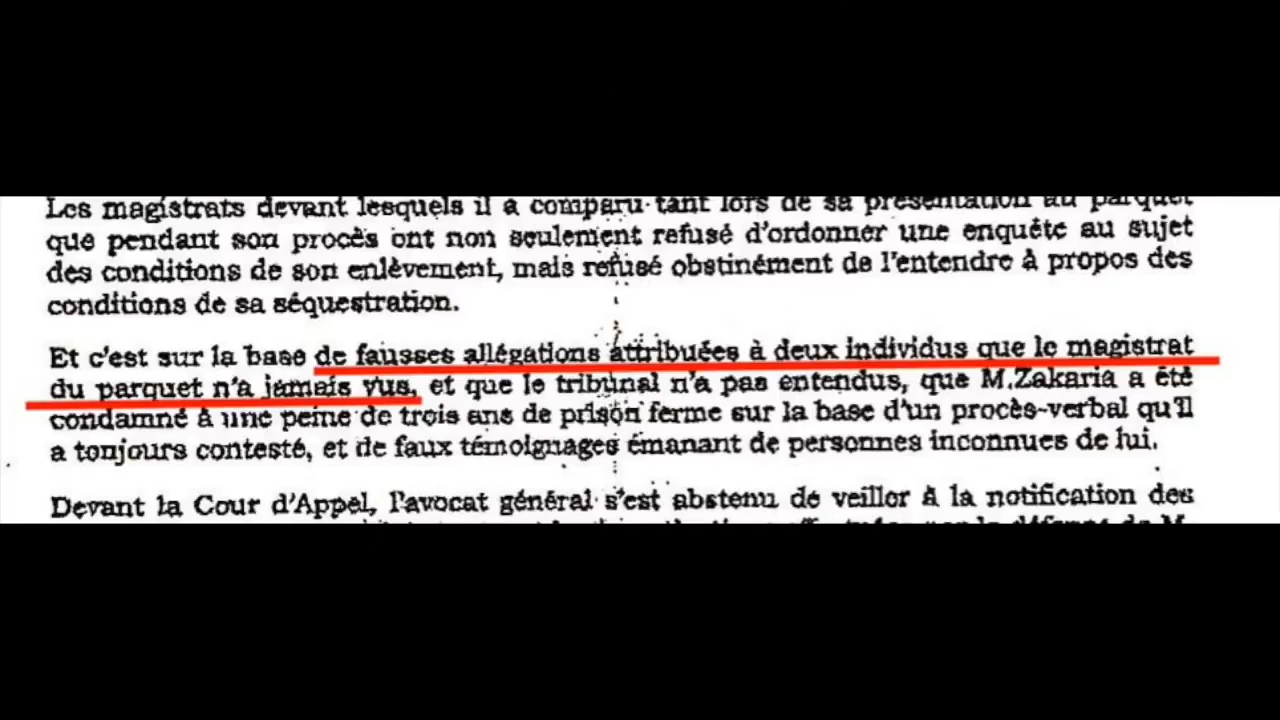 Les magistrats devant lesquels il a comparu tant lors de sa présentation au parquet
que pendant son procès ont non seulement refusé d'ordonner une enquête au sujet
des conditions de son enlèvement, mais refusé obstinément de l'entendre à propos des
conditions de sa séquestration.
Et c'est sur la base de fausses allégations attribuées à deux individus que le magistrat
du parquet n'a jamais vus, et que le tribunal n'a pas entendus, que M.Zakaria a été
condamné à une peine de trois ans de prison ferme sur la base d'un procès-verbal qu'il
a toujours contesté, et de faux témoignages émanant de personnes inconnues de lui.
Devant la Cour d'Appel, l'avocat général s'est abstenu de veiller à la notification des